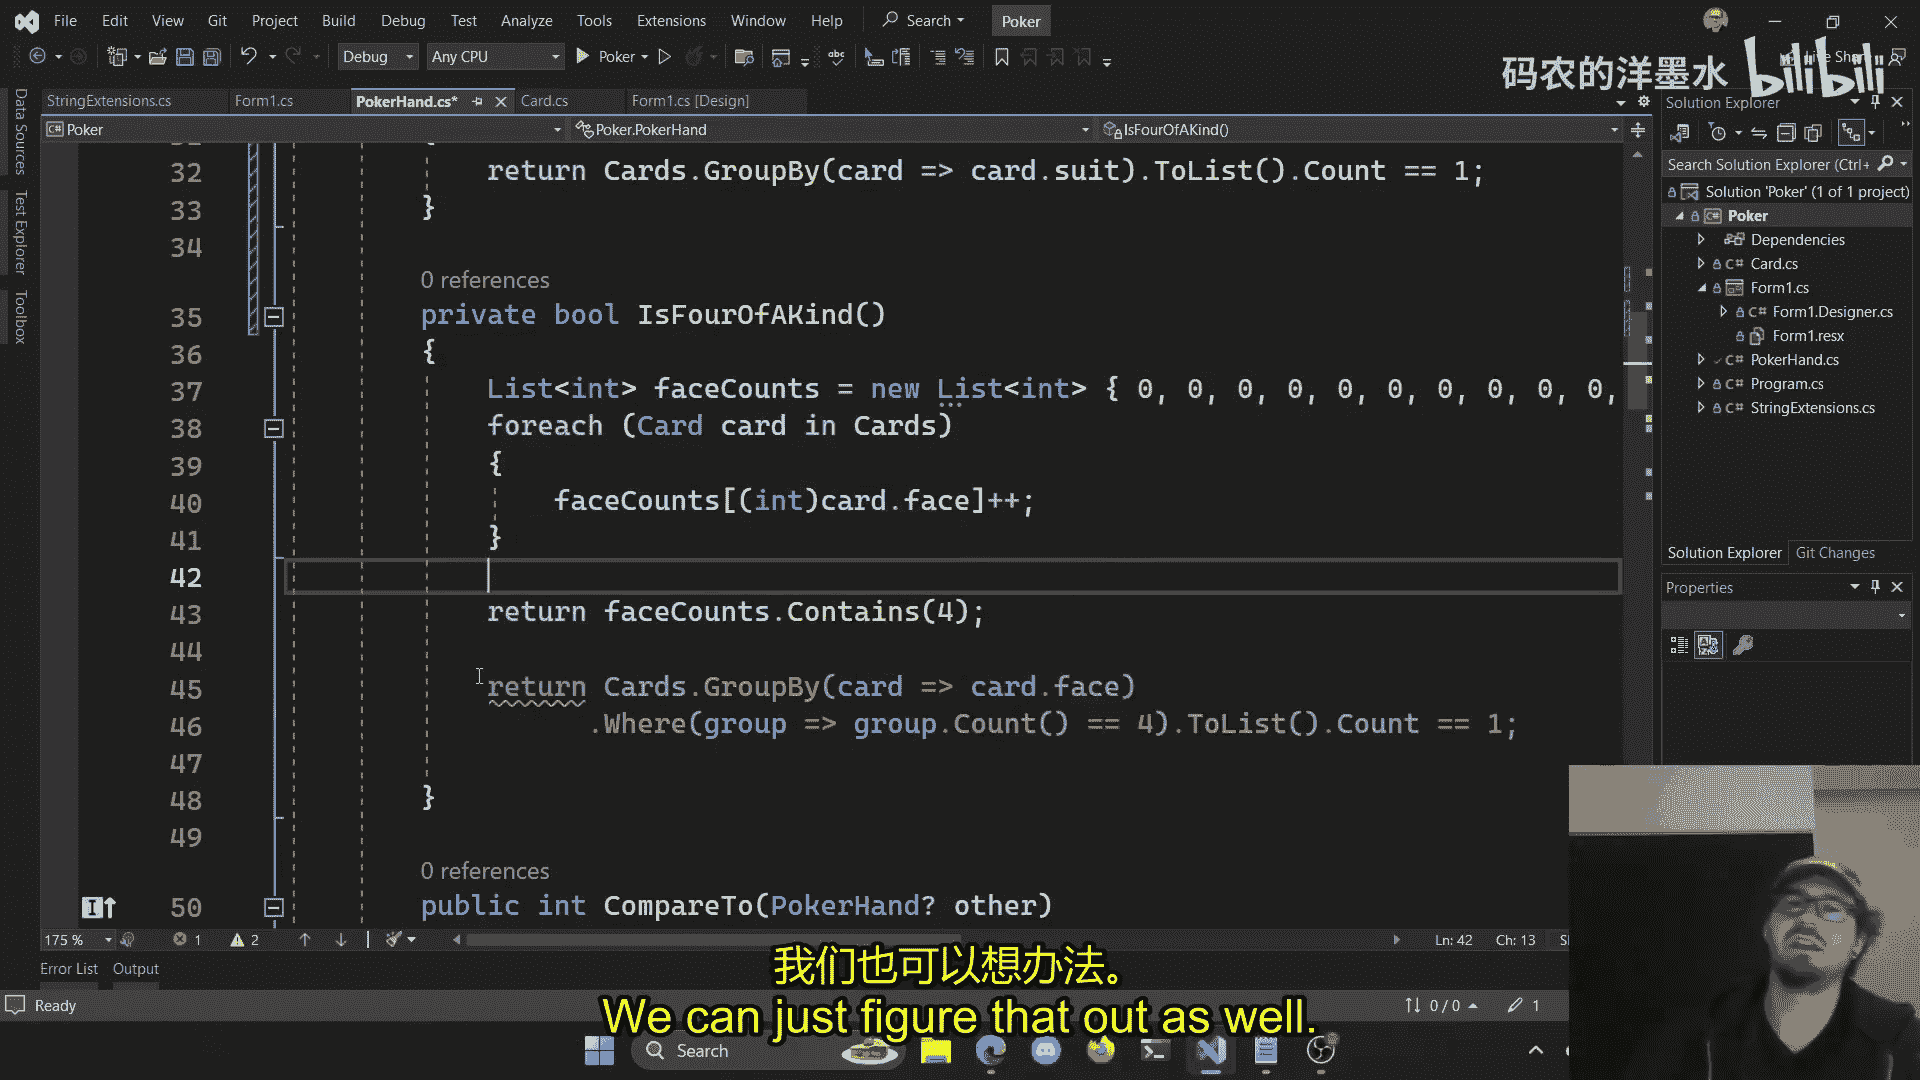 File Edit View Git Project Build Debug Test Analyze Tools Extensions Window Help Search Poker
Debug Any CPU Poker
码农的洋墨水 bilibili
StringExtensions.cs Form1.cs PokerHand.cs* Card.cs Form1.cs [Design]
Poker Poker.PokerHand IsFourOfAKind()
Data Sources
Test Explorer
Toolbox
32 return Cards.GroupBy(card => card.suit).ToList().Count == 1;
33 }
34
0 references
35 private bool IsFourOfAKind()
36 {
37 List<int> faceCounts = new List<int> { 0, 0, 0, 0, 0, 0, 0, 0, 0, 0,
38 foreach (Card card in Cards)
39 {
40 faceCounts[(int)card.face]++;
41 }
42
43 return faceCounts.Contains(4);
44
45 return Cards.GroupBy(card => card.face)
46 .Where(group => group.Count() == 4).ToList().Count == 1;
47
48 }
49
0 references
50 public int CompareTo(PokerHand? other)
175 % 1 2 Ln: 42 Ch: 13
Error List Output
Ready 0 / 0 1
Solution Explorer
Search Solution Explorer (Ctrl+
Solution 'Poker' (1 of 1 project)
Poker
Dependencies
C# Card.cs
Form1.cs
C# Form1.Designer.cs
Form1.resx
C# PokerHand.cs
C# Program.cs
C# StringExtensions.cs
Solution Explorer Git Changes
Properties
我们也可以想办法。
We can just figure that out as well.
Search